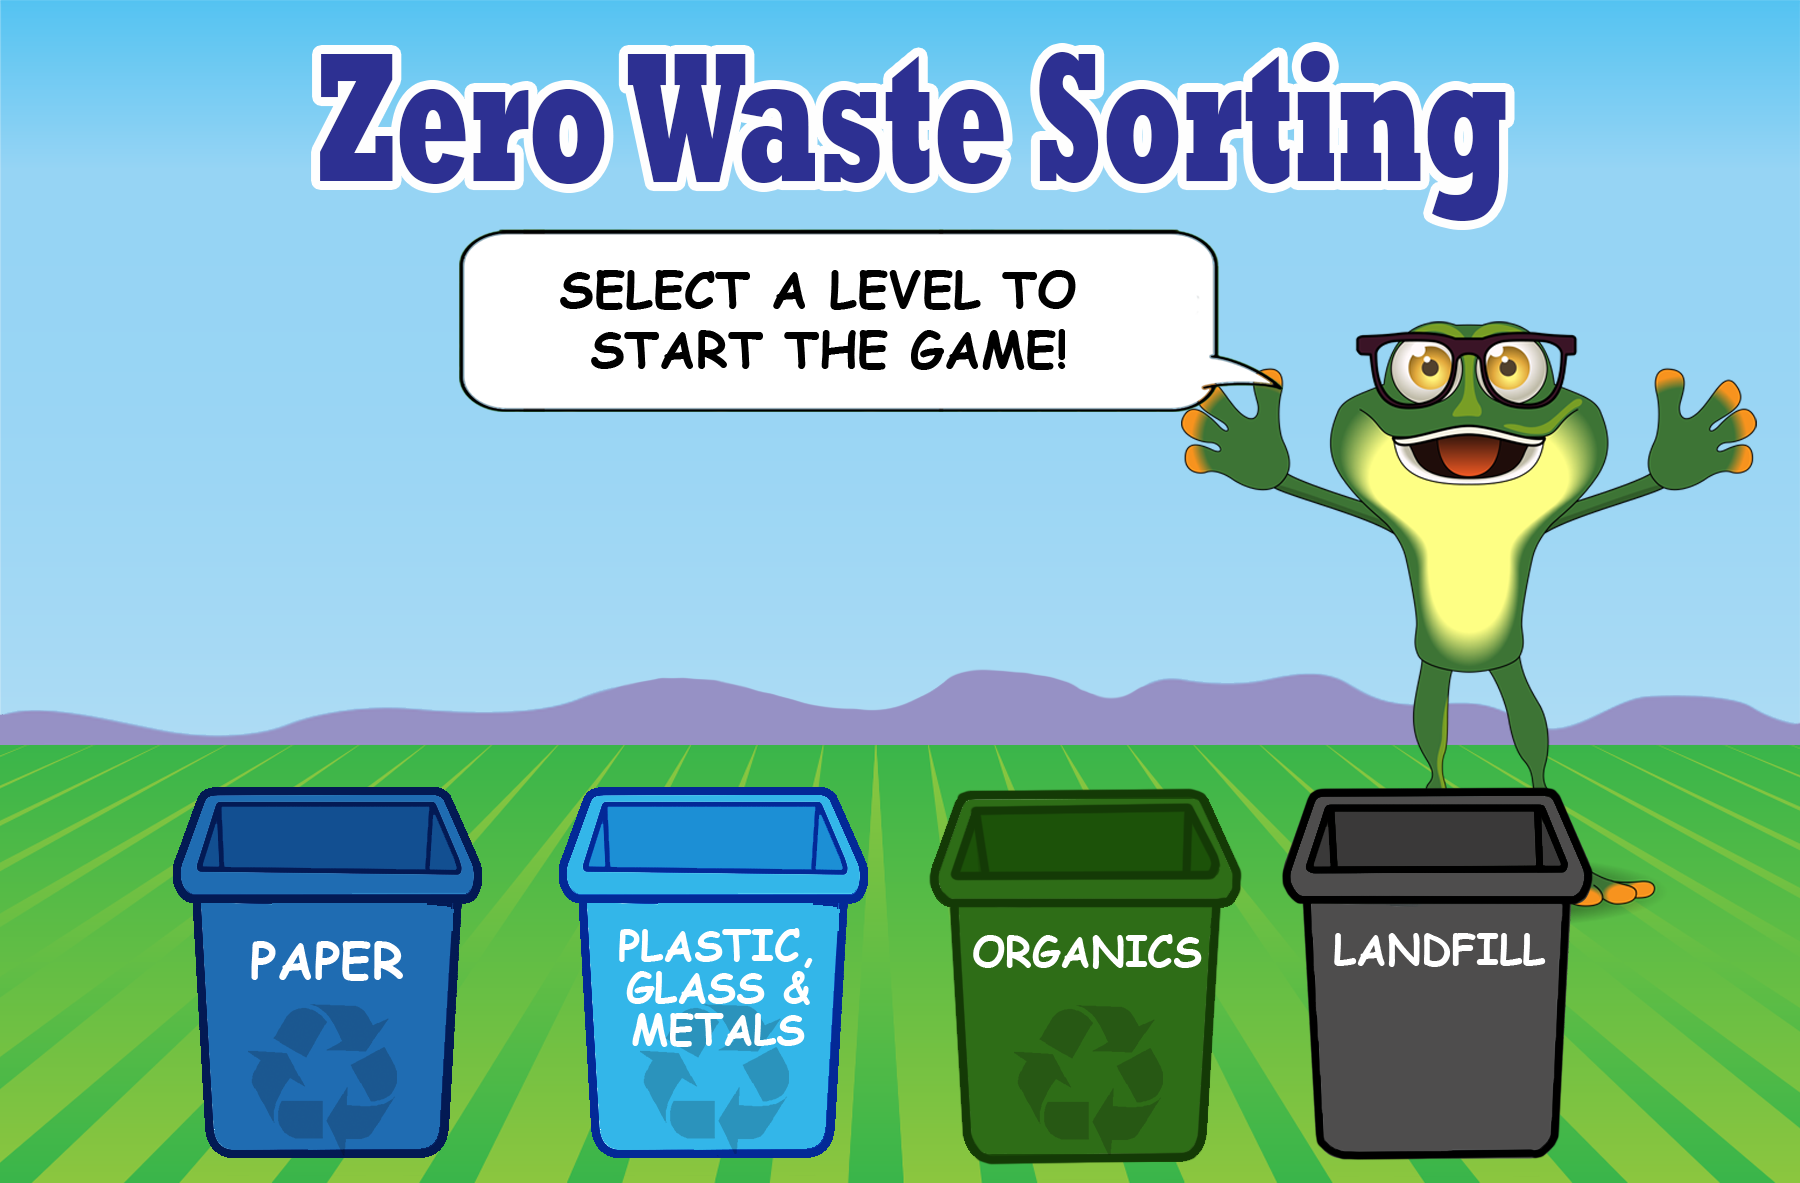 Zero Waste Sorting
SELECT A LEVEL TO
START THE GAME!
PAPER
PLASTIC,
GLASS &
METALS
ORGANICS
LANDFILL